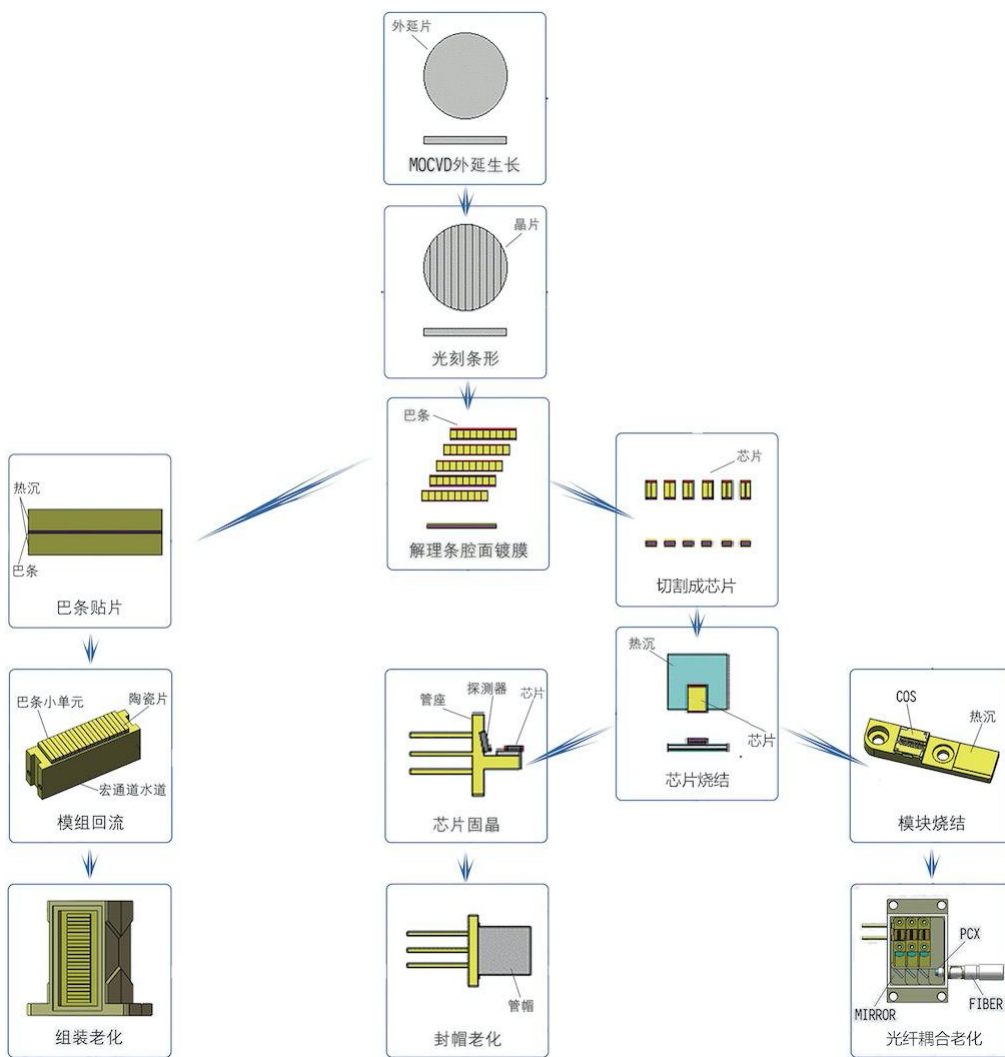 外延片
MOCVD外延生长
晶片
光刻条形
巴条
解理条腔面镀膜
芯片
切割成芯片
热沉
巴条
巴条贴片
热沉
芯片
芯片烧结
巴条小单元
陶瓷片
宏通道水道
模组回流
管座
探测器
芯片
芯片固晶
COS
热沉
模块烧结
组装老化
管帽
封帽老化
PCX
MIRROR
FIBER
光纤耦合老化